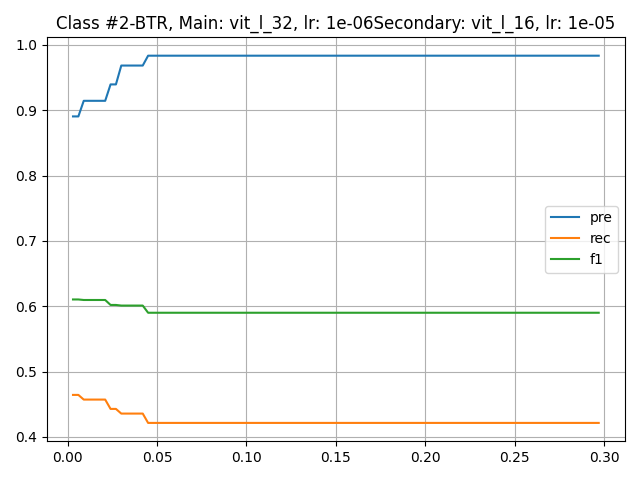 Class #2-BTR, Main: vit_l_32, lr: 1e-06Secondary: vit_l_16, lr: 1e-05
1.0
0.9
0.8
0.7
0.6
0.5
0.4
pre
rec
f1
0.00 0.05 0.10 0.15 0.20 0.25 0.30